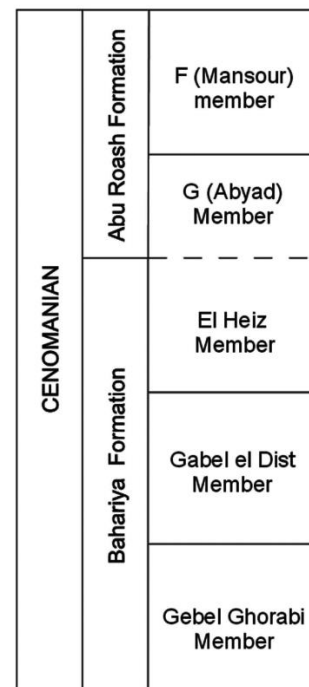 CENOMANIAN
Abu Roash Formation
F (Mansour)
member
G (Abyad)
Member
Bahariya Formation
El Heiz
Member
Gabel el Dist
Member
Gebel Ghorabi
Member